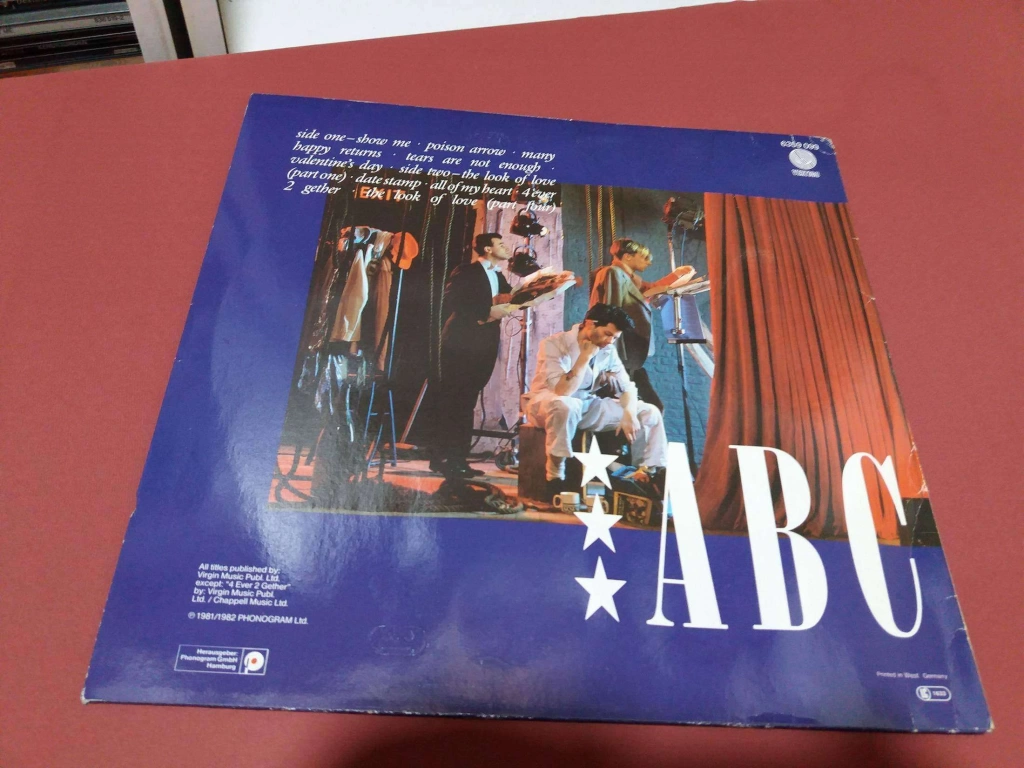 side one – show me · poison arrow · many
happy returns · tears are not enough ·
valentine's day · side two – the look of love
(part one) · date stamp · all of my heart · 4 ever
2 gether · the look of love (part four)
EXIT
ABC
All titles published by:
Virgin Music Publ. Ltd.
except: "4 Ever 2 Gether"
by: Virgin Music Publ.
Ltd. / Chappell Music Ltd.
℗ 1981/1982 PHONOGRAM Ltd.
Herausgeber:
Phonogram GmbH
Hamburg
Printed in West Germany